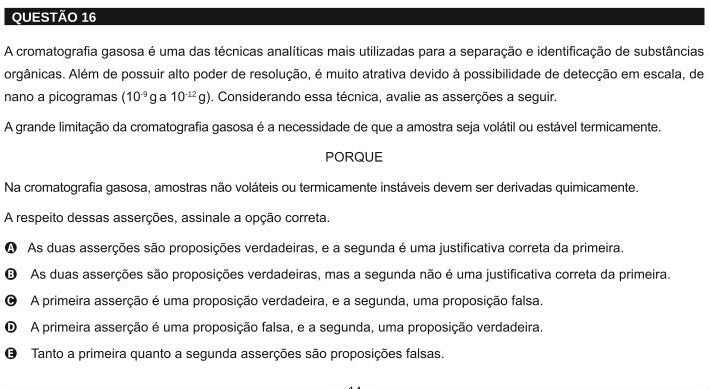 QUESTÃO 16
A cromatografia gasosa é uma das técnicas analíticas mais utilizadas para a separação e identificação de substâncias
orgânicas. Além de possuir alto poder de resolução, é muito atrativa devido à possibilidade de detecção em escala, de
nano a picogramas (10⁻⁹ g a 10⁻¹² g). Considerando essa técnica, avalie as asserções a seguir.
A grande limitação da cromatografia gasosa é a necessidade de que a amostra seja volátil ou estável termicamente.
PORQUE
Na cromatografia gasosa, amostras não voláteis ou termicamente instáveis devem ser derivadas quimicamente.
A respeito dessas asserções, assinale a opção correta.
A As duas asserções são proposições verdadeiras, e a segunda é uma justificativa correta da primeira.
B As duas asserções são proposições verdadeiras, mas a segunda não é uma justificativa correta da primeira.
C A primeira asserção é uma proposição verdadeira, e a segunda, uma proposição falsa.
D A primeira asserção é uma proposição falsa, e a segunda, uma proposição verdadeira.
E Tanto a primeira quanto a segunda asserções são proposições falsas.